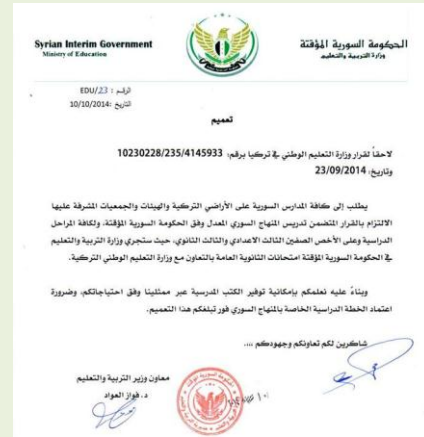 Syrian Interim Government
Ministry of Education
الحكومة السورية المؤقتة
وزارة التربية والتعليم
الرقم : EDU/23
التاريخ :10/10/2014
تعميم
لاحقاً لقرار وزارة التعليم الوطني في تركيا برقم: 10230228/235/4145933
وتاريخ: 23/09/2014
يطلب إلى كافة المدارس السورية على الأراضي التركية والهيئات والجمعيات المشرفة عليها
الالتزام بالقرار المتضمن تدريس المنهاج السوري المعدل وفق الحكومة السورية المؤقتة، ولكافة المراحل
الدراسية وعلى الأخص الصفين الثالث الاعدادي والثالث الثانوي، حيث ستجري وزارة التربية والتعليم
في الحكومة السورية المؤقتة امتحانات الثانوية العامة بالتعاون مع وزارة التعليم الوطني التركية.
وبناءً عليه نعلمكم بإمكانية توفير الكتب المدرسية عبر ممثلينا وفق احتياجاتكم، وضرورة
اعتماد الخطة الدراسية الخاصة بالمنهاج السوري فور تبلغكم هذا التعميم.
شاكرين لكم تعاونكم وجهودكم ،،،
معاون وزير التربية والتعليم
د. فواز العواد